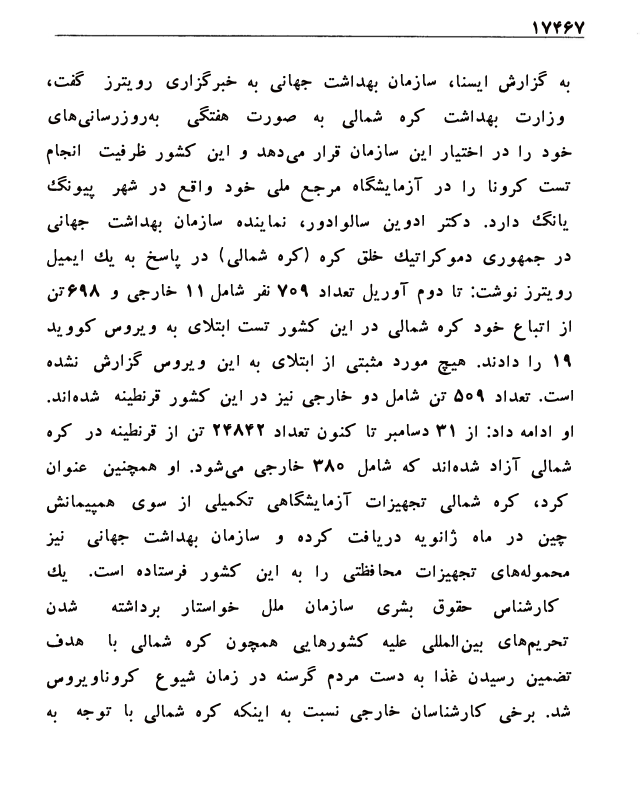 ۱۷۴۶۷
به گزارش ایسنا، سازمان بهداشت جهانی به خبرگزاری رویترز گفت،
وزارت بهداشت کره شمالی به صورت هفتگی به‌روزرسانی‌های
خود را در اختیار این سازمان قرار می‌دهد و این کشور ظرفیت انجام
تست کرونا را در آزمایشگاه مرجع ملی خود واقع در شهر پیونگ
یانگ دارد. دکتر ادوین سالوادور، نماینده سازمان بهداشت جهانی
در جمهوری دموکراتیك خلق کره (کره شمالی) در پاسخ به یك ایمیل
رویترز نوشت: تا دوم آوریل تعداد ۷۰۹ نفر شامل ۱۱ خارجی و ۶۹۸ تن
از اتباع خود کره شمالی در این کشور تست ابتلای به ویروس کووید
۱۹ را دادند. هیچ مورد مثبتی از ابتلای به این ویروس گزارش نشده
است. تعداد ۵۰۹ تن شامل دو خارجی نیز در این کشور قرنطینه شده‌اند.
او ادامه داد: از ۳۱ دسامبر تا کنون تعداد ۲۴۸۴۲ تن از قرنطینه در کره
شمالی آزاد شده‌اند که شامل ۳۸۰ خارجی می‌شود. او همچنین عنوان
کرد، کره شمالی تجهیزات آزمایشگاهی تکمیلی از سوی همپیمانش
چین در ماه ژانویه دریافت کرده و سازمان بهداشت جهانی نیز
محموله‌های تجهیزات محافظتی را به این کشور فرستاده است. یك
کارشناس حقوق بشری سازمان ملل خواستار برداشته شدن
تحریم‌های بین‌المللی علیه کشورهایی همچون کره شمالی با هدف
تضمین رسیدن غذا به دست مردم گرسنه در زمان شیوع کروناویروس
شد. برخی کارشناسان خارجی نسبت به اینکه کره شمالی با توجه به